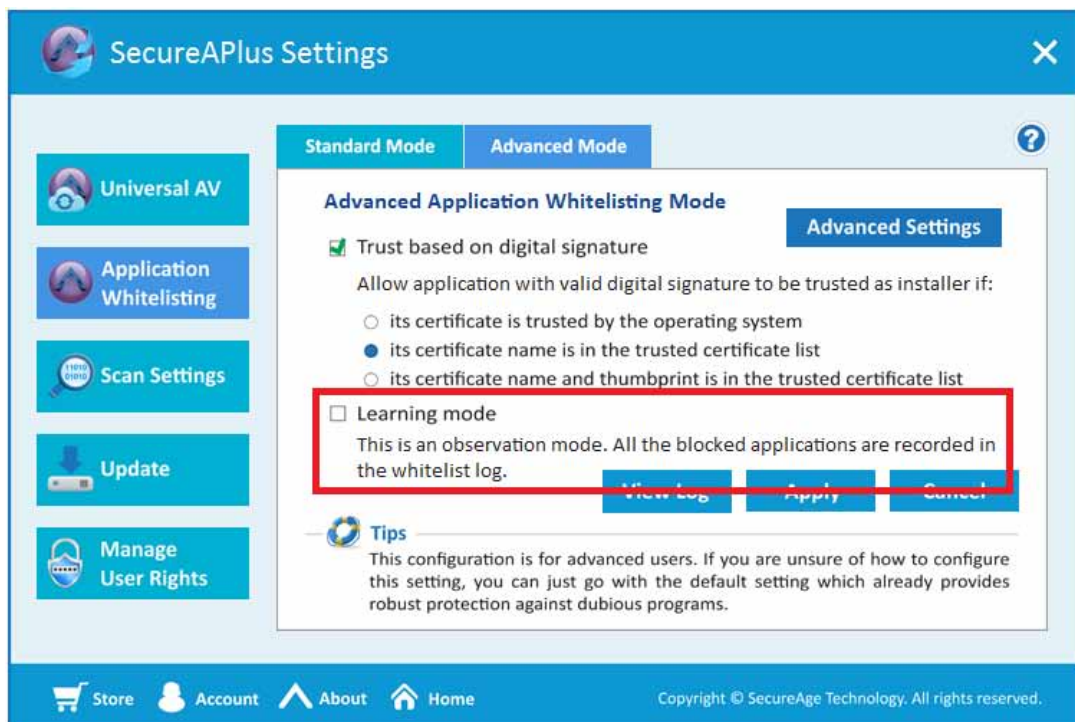 SecureAPlus Settings
Standard Mode
Advanced Mode
Universal AV
Application
Whitelisting
Scan Settings
Update
Manage
User Rights
Advanced Application Whitelisting Mode
Advanced Settings
Trust based on digital signature
Allow application with valid digital signature to be trusted as installer if:
its certificate is trusted by the operating system
its certificate name is in the trusted certificate list
its certificate name and thumbprint is in the trusted certificate list
Learning mode
This is an observation mode. All the blocked applications are recorded in
the whitelist log.
View Log
Apply
Cancel
Tips
This configuration is for advanced users. If you are unsure of how to configure
this setting, you can just go with the default setting which already provides
robust protection against dubious programs.
Store
Account
About
Home
Copyright © SecureAge Technology. All rights reserved.